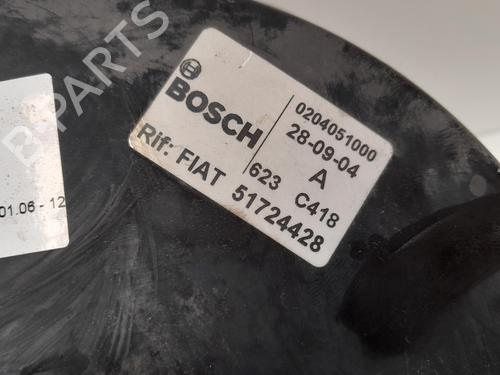 BOSCH
0204051000
28-09-04
A
623 C418
Rif: FIAT 51724428
01.06 - 12
B-PARTS